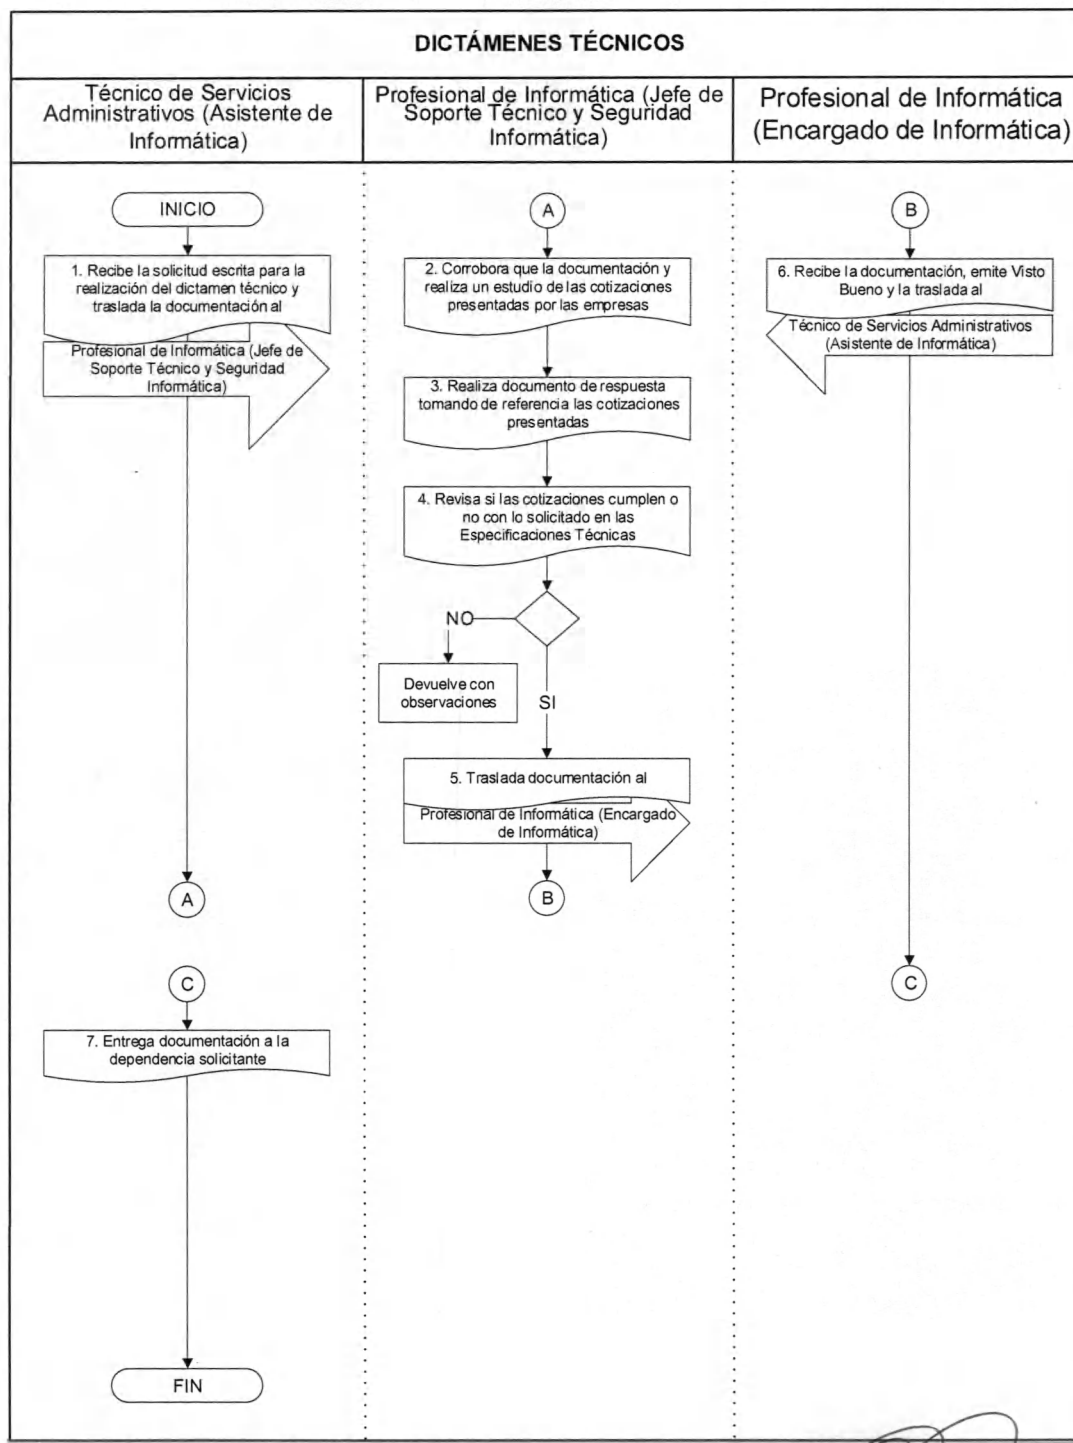 DICTÁMENES TÉCNICOS
Técnico de Servicios
Administrativos (Asistente de
Informática)
Profesional de Informática (Jefe de
Soporte Técnico y Seguridad
Informática)
Profesional de Informática
(Encargado de Informática)
INICIO
1. Recibe la solicitud escrita para la
realización del dictamen técnico y
traslada la documentación al
Profesional de Informática (Jefe de
Soporte Técnico y Seguridad
Informática)
A
C
7. Entrega documentación a la
dependencia solicitante
FIN
A
2. Corrobora que la documentación y
realiza un estudio de las cotizaciones
presentadas por las empresas
3. Realiza documento de respuesta
tomando de referencia las cotizaciones
presentadas
4. Revisa si las cotizaciones cumplen o
no con lo solicitado en las
Especificaciones Técnicas
NO
Devuelve con
observaciones
SI
5. Traslada documentación al
Profesional de Informática (Encargado
de Informática)
B
B
6. Recibe la documentación, emite Visto
Bueno y la traslada al
Técnico de Servicios Administrativos
(Asistente de Informática)
C